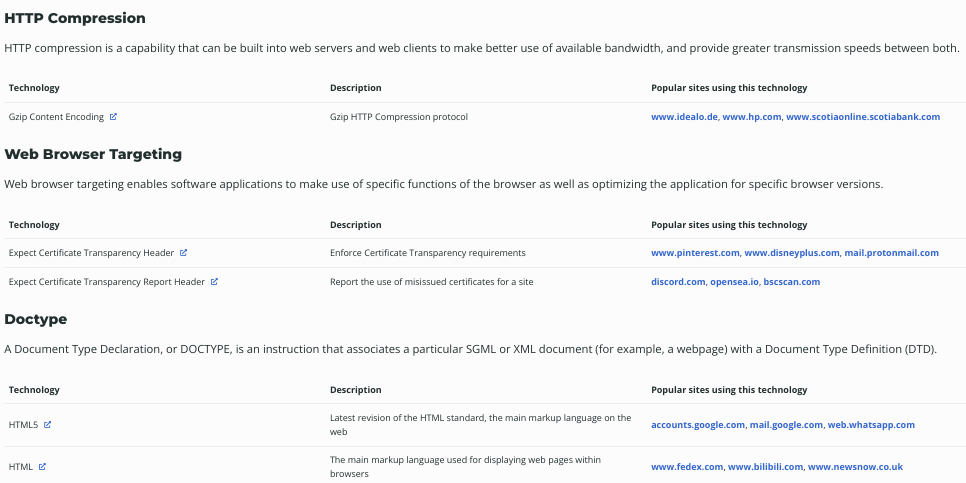 HTTP Compression
HTTP compression is a capability that can be built into web servers and web clients to make better use of available bandwidth, and provide greater transmission speeds between both.
Technology Description Popular sites using this technology
Gzip Content Encoding Gzip HTTP Compression protocol www.idealo.de, www.hp.com, www.scotiaonline.scotiabank.com
Web Browser Targeting
Web browser targeting enables software applications to make use of specific functions of the browser as well as optimizing the application for specific browser versions.
Technology Description Popular sites using this technology
Expect Certificate Transparency Header Enforce Certificate Transparency requirements www.pinterest.com, www.disneyplus.com, mail.protonmail.com
Expect Certificate Transparency Report Header Report the use of misissued certificates for a site discord.com, opensea.io, bscscan.com
Doctype
A Document Type Declaration, or DOCTYPE, is an instruction that associates a particular SGML or XML document (for example, a webpage) with a Document Type Definition (DTD).
Technology Description Popular sites using this technology
HTML5 Latest revision of the HTML standard, the main markup language on the
web
accounts.google.com, mail.google.com, web.whatsapp.com
HTML The main markup language used for displaying web pages within
browsers
www.fedex.com, www.bilibili.com, www.newsnow.co.uk